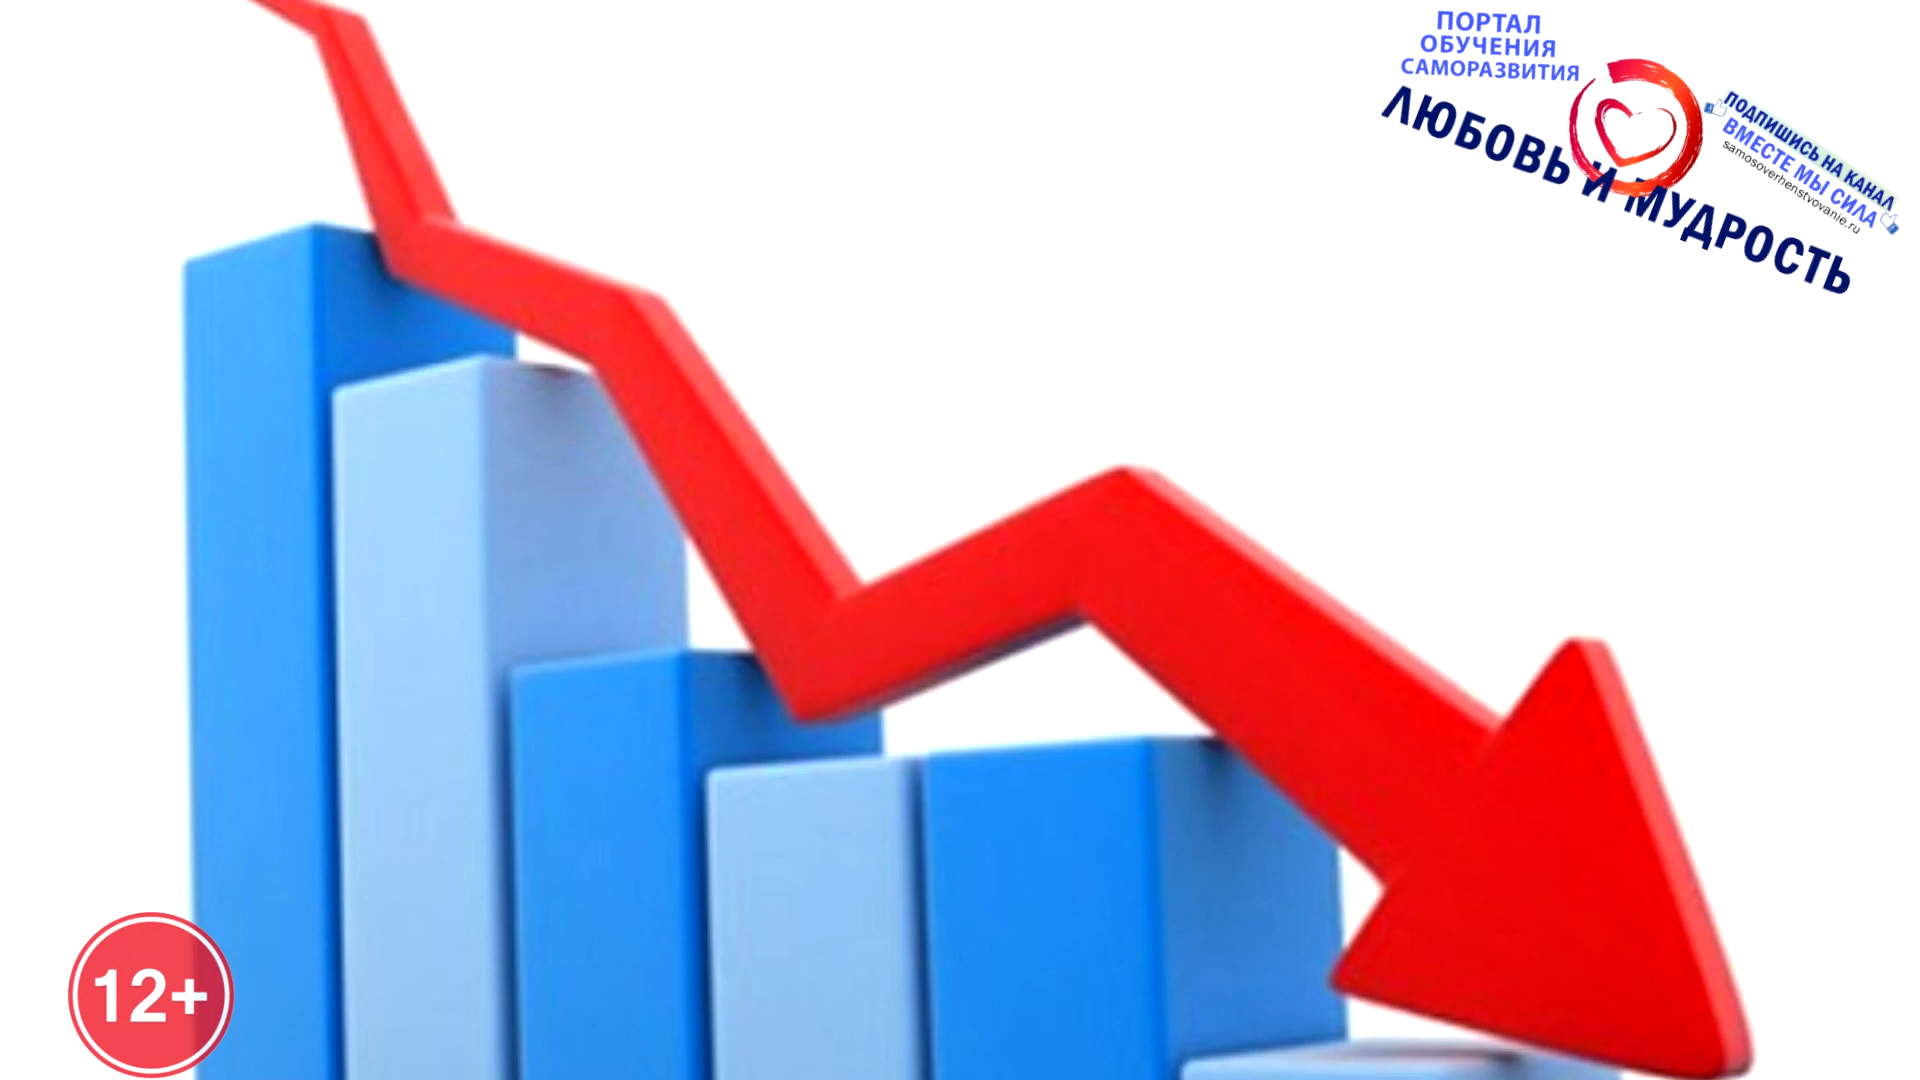 ПОРТАЛ
ОБУЧЕНИЯ
САМОРАЗВИТИЯ
ЛЮБОВЬ И МУДРОСТЬ
ПОДПИШИСЬ НА КАНАЛ
ВМЕСТЕ МЫ СИЛА
samosoverhenstvovanie.ru
12+